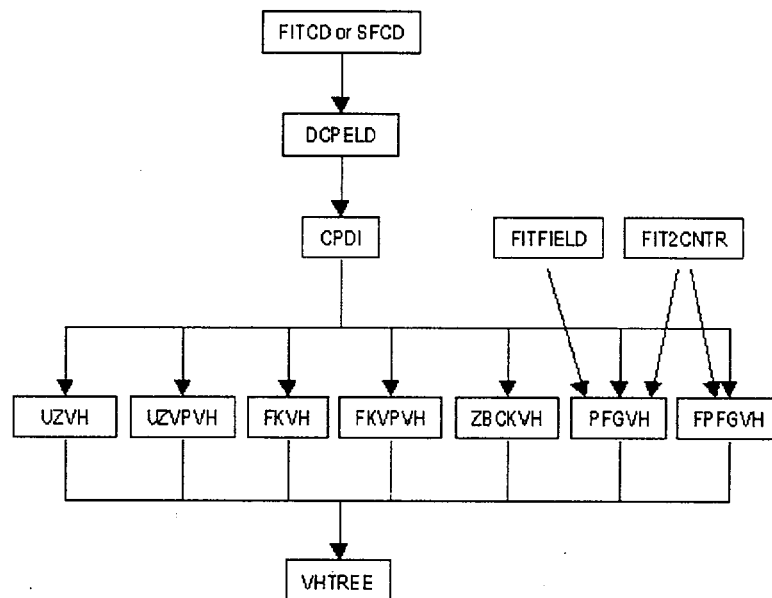 FITCD or SFCD
DCPELD
CPDI
FITFIELD
FIT2CNTR
UZVH
UZVPVH
FKVH
FKVPVH
ZBCKVH
PFGVH
FPFGVH
VHTREE